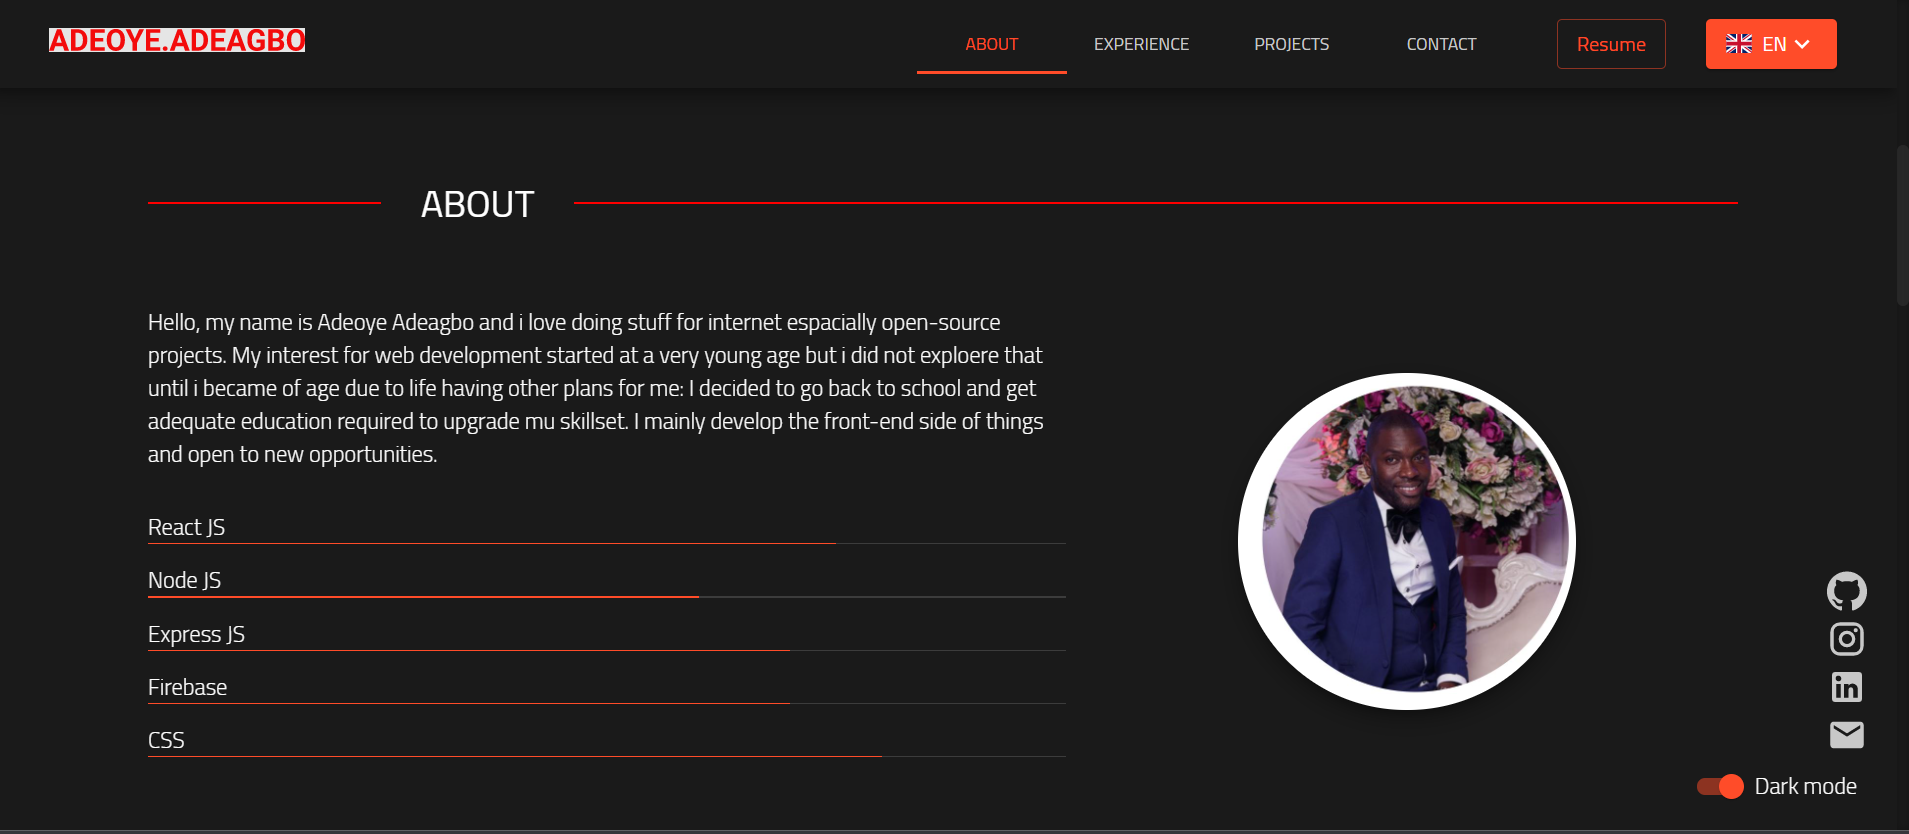 ADEOYE.ADEAGBO
ABOUT
EXPERIENCE
PROJECTS
CONTACT
Resume
EN
ABOUT
Hello, my name is Adeoye Adeagbo and i love doing stuff for internet espacially open-source
projects. My interest for web development started at a very young age but i did not exploere that
until i became of age due to life having other plans for me: I decided to go back to school and get
adequate education required to upgrade mu skillset. I mainly develop the front-end side of things
and open to new opportunities.
React JS
Node JS
Express JS
Firebase
CSS
in
Dark mode